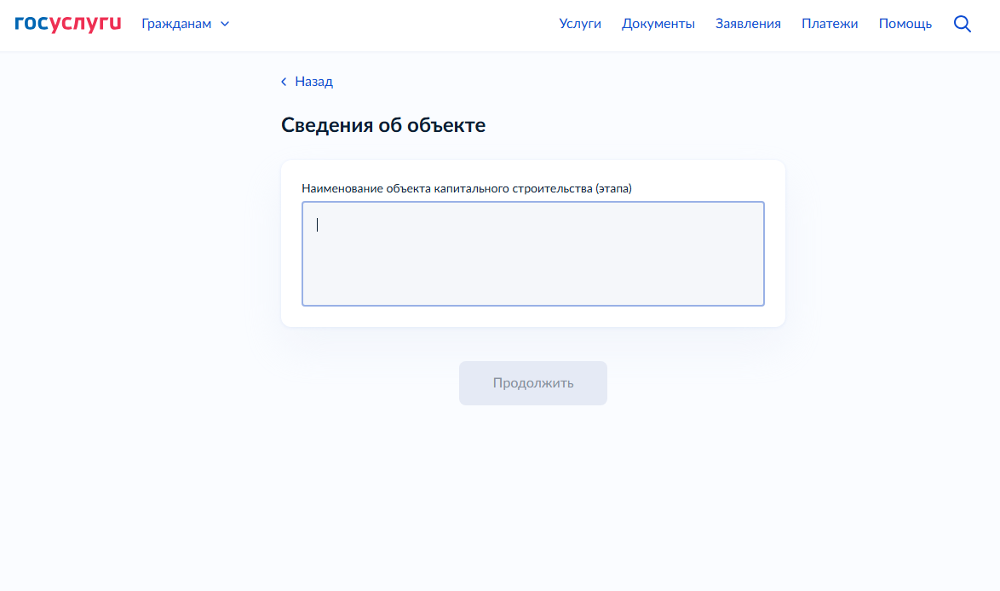 госуслуги Гражданам Услуги Документы Заявления Платежи Помощь
Назад
Сведения об объекте
Наименование объекта капитального строительства (этапа)
Продолжить